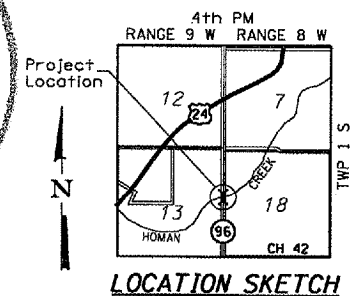 4th PM
RANGE 9 W RANGE 8 W
Project
Location
12
7
24
TWP 1 S
N
13
CREEK
18
HOMAN
96
CH 42
LOCATION SKETCH